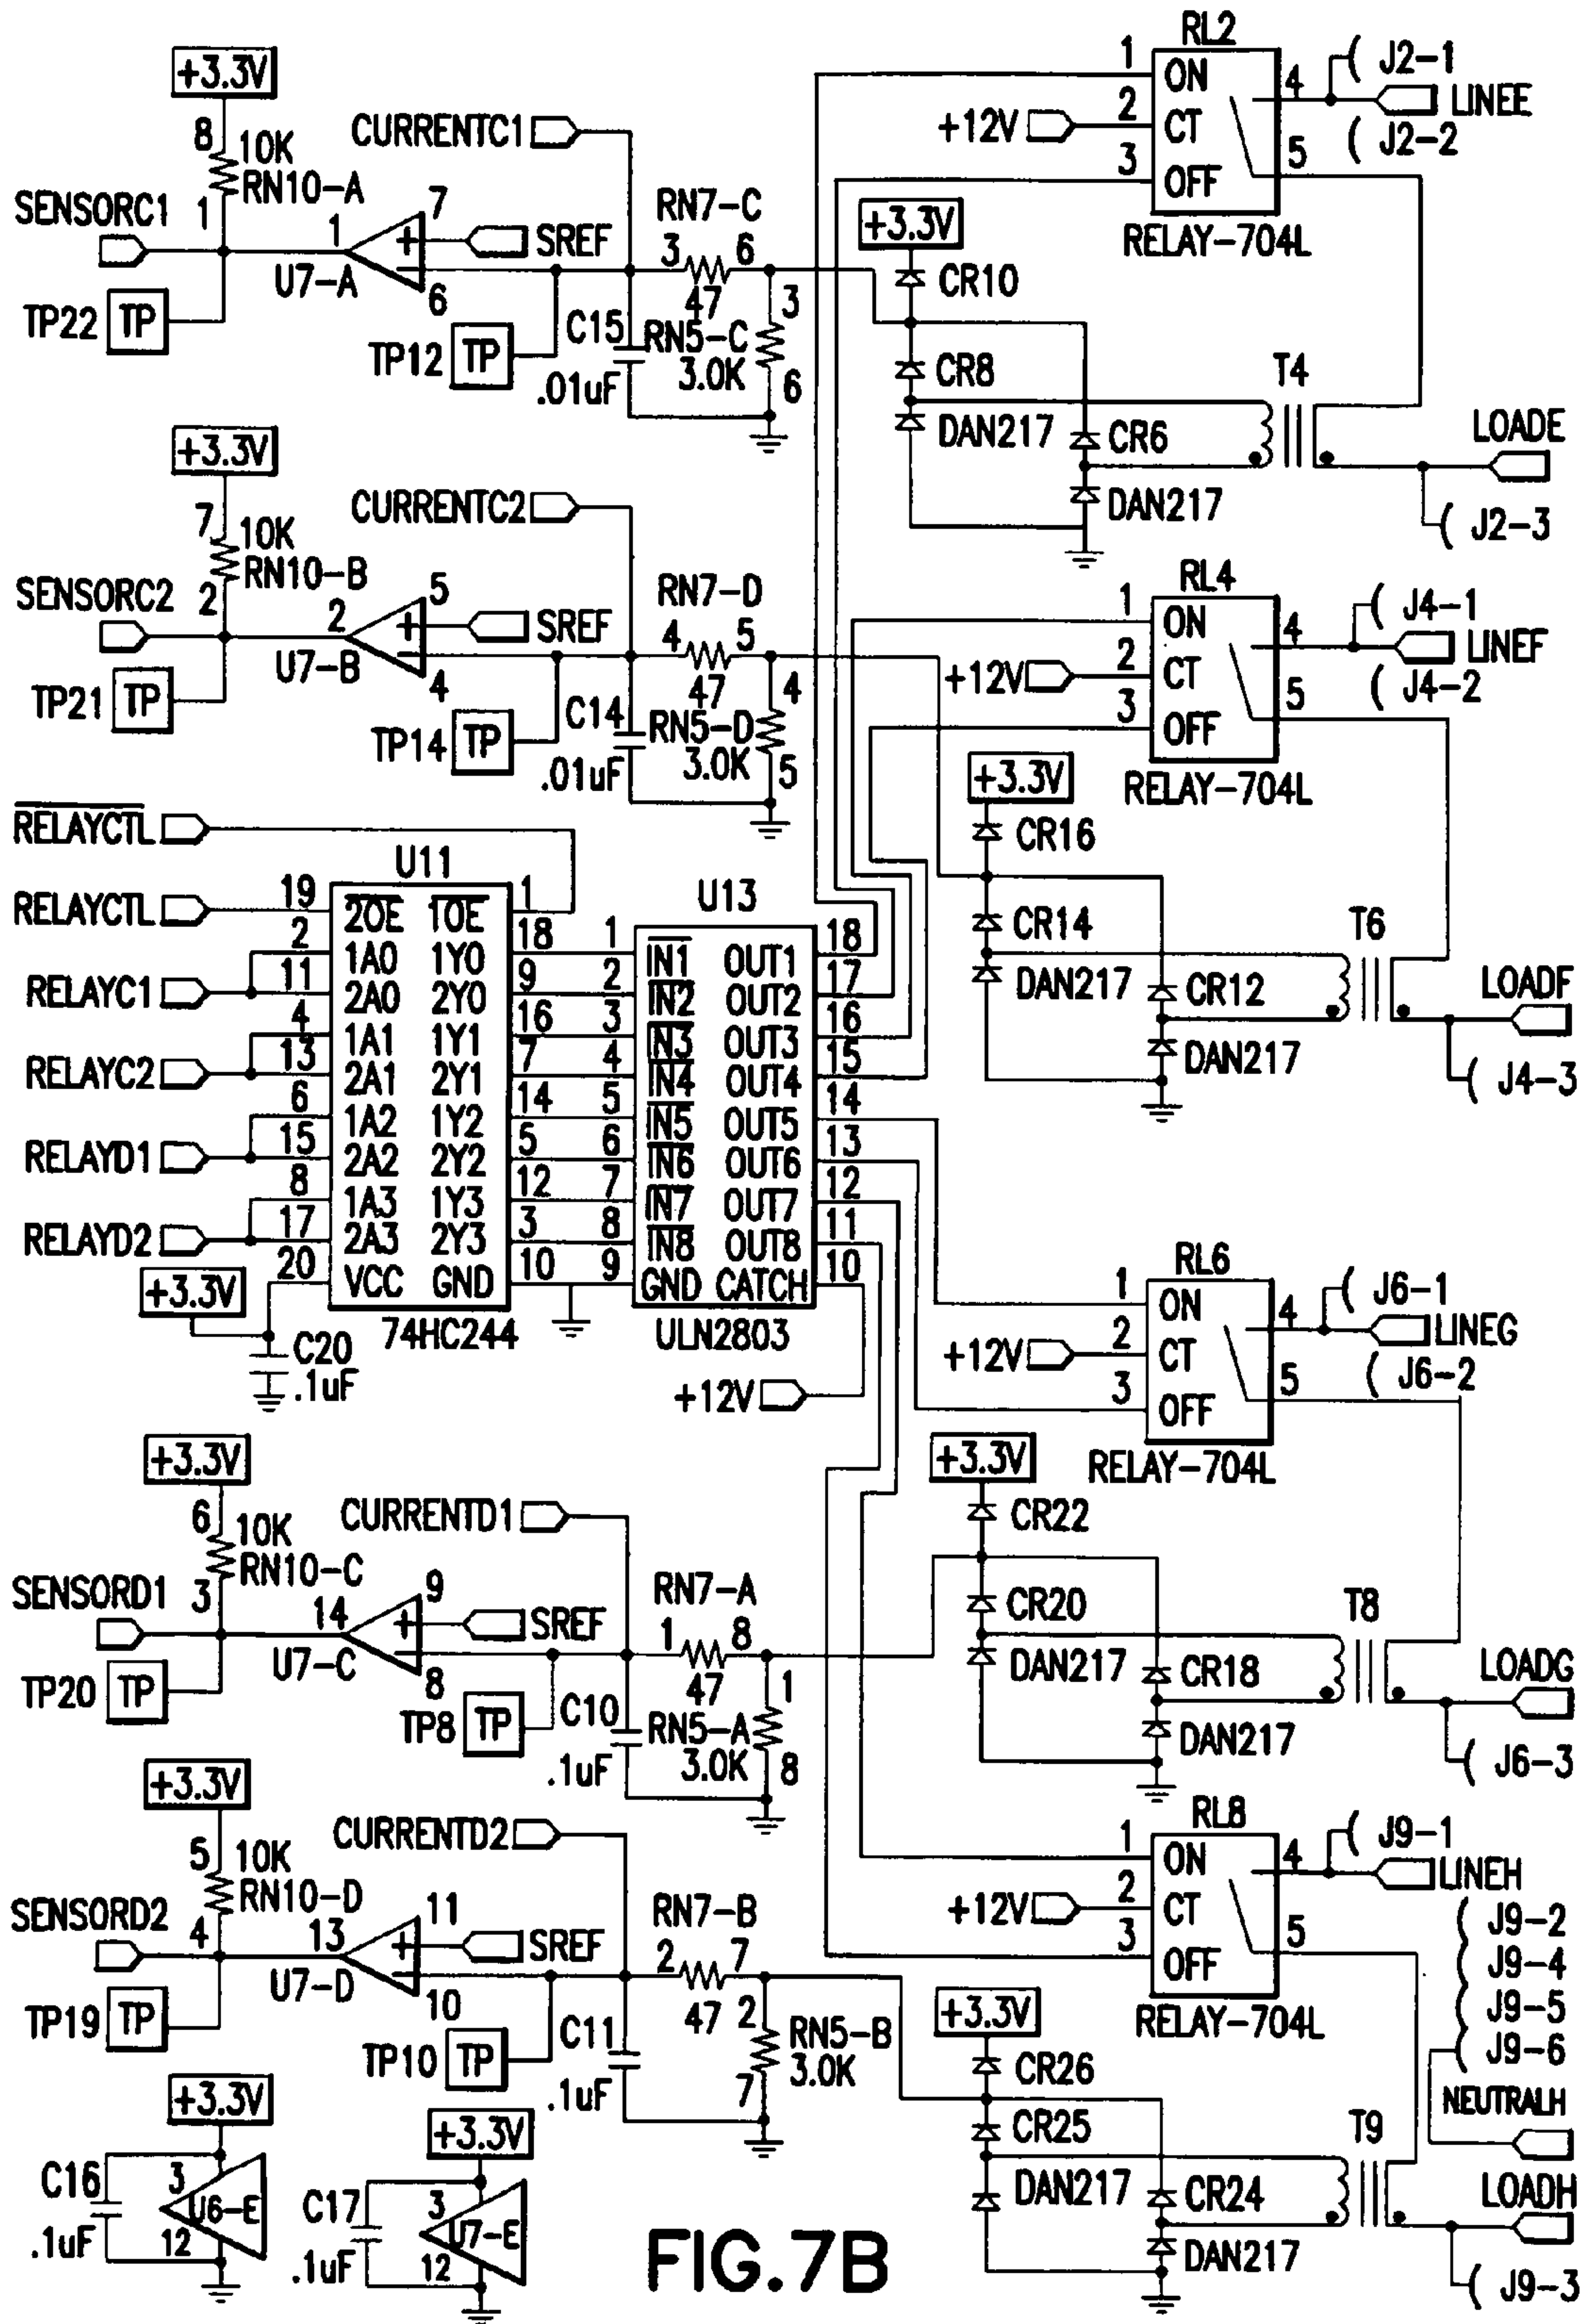 RL2
+3.3V
1 ON
4
J2-1
LINEE
8
10K
RN10-A
CURRENTC1
+12V
2 CT
J2-2
3 OFF
5
SENSORC1
1
1
7
RN7-C
+3.3V
RELAY-704L
+
SREF
3
6
U7-A
−
6
47
3
CR10
TP22
TP
TP12
TP
C15
RN5-C
3.0K
CR8
T4
.01uF
6
DAN217
CR6
LOADE
+3.3V
DAN217
CURRENTC2
J2-3
7
10K
RN10-B
RL4
SENSORC2
2
2
5
RN7-D
1 ON
4
J4-1
+
SREF
4
5
LINEF
U7-B
−
4
47
4
+12V
2 CT
J4-2
TP21
TP
TP14
TP
C14
RN5-D
3.0K
3 OFF
5
.01uF
5
+3.3V
RELAY-704L
RELAYCTL
CR16
U11
U13
RELAYCTL
19 2OE 1OE 1
CR14
T6
2 1A0 1Y0 18
1 IN1 OUT1 18
RELAYC1
11 2A0 2Y0 9
2 IN2 OUT2 17
DAN217
CR12
LOADF
4 1A1 1Y1 16
3 IN3 OUT3 16
RELAYC2
13 2A1 2Y1 7
4 IN4 OUT4 15
DAN217
J4-3
6 1A2 1Y2 14
5 IN5 OUT5 14
RELAYD1
15 2A2 2Y2 5
6 IN6 OUT6 13
8 1A3 1Y3 12
7 IN7 OUT7 12
RELAYD2
17 2A3 2Y3 3
8 IN8 OUT8 11
+3.3V
20 VCC GND 10
9 GND CATCH 10
74HC244
ULN2803
C20
.1uF
+12V
RL6
1 ON
4
J6-1
LINEG
+12V
2 CT
J6-2
3 OFF
5
+3.3V
+3.3V
RELAY-704L
6
10K
RN10-C
CURRENTD1
CR22
SENSORD1
3
14
9
RN7-A
CR20
T8
+
SREF
1
8
U7-C
−
8
47
1
DAN217
CR18
LOADG
TP20
TP
TP8
TP
C10
RN5-A
3.0K
DAN217
.1uF
8
J6-3
+3.3V
RL8
CURRENTD2
1 ON
4
J9-1
5
10K
RN10-D
LINEH
+12V
2 CT
J9-2
SENSORD2
4
13
11
RN7-B
3 OFF
5
J9-4
+
SREF
2
7
J9-5
U7-D
−
10
47
2
+3.3V
RELAY-704L
J9-6
TP19
TP
TP10
TP
C11
RN5-B
3.0K
CR26
.1uF
7
NEUTRALH
+3.3V
+3.3V
CR25
T9
C16
3
U6-E
12
.1uF
C17
3
U7-E
12
.1uF
DAN217
CR24
LOADH
DAN217
J9-3
FIG.7B